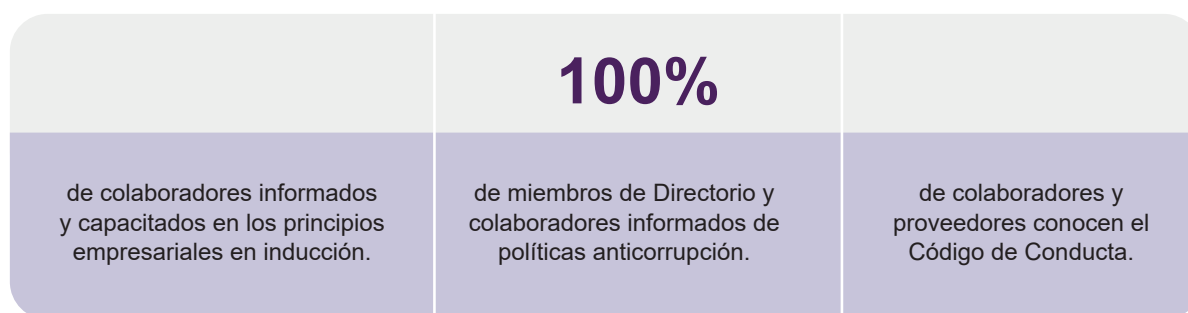 100%
de colaboradores informados
y capacitados en los principios
empresariales en inducción.
de miembros de Directorio y
colaboradores informados de
políticas anticorrupción.
de colaboradores y
proveedores conocen el
Código de Conducta.